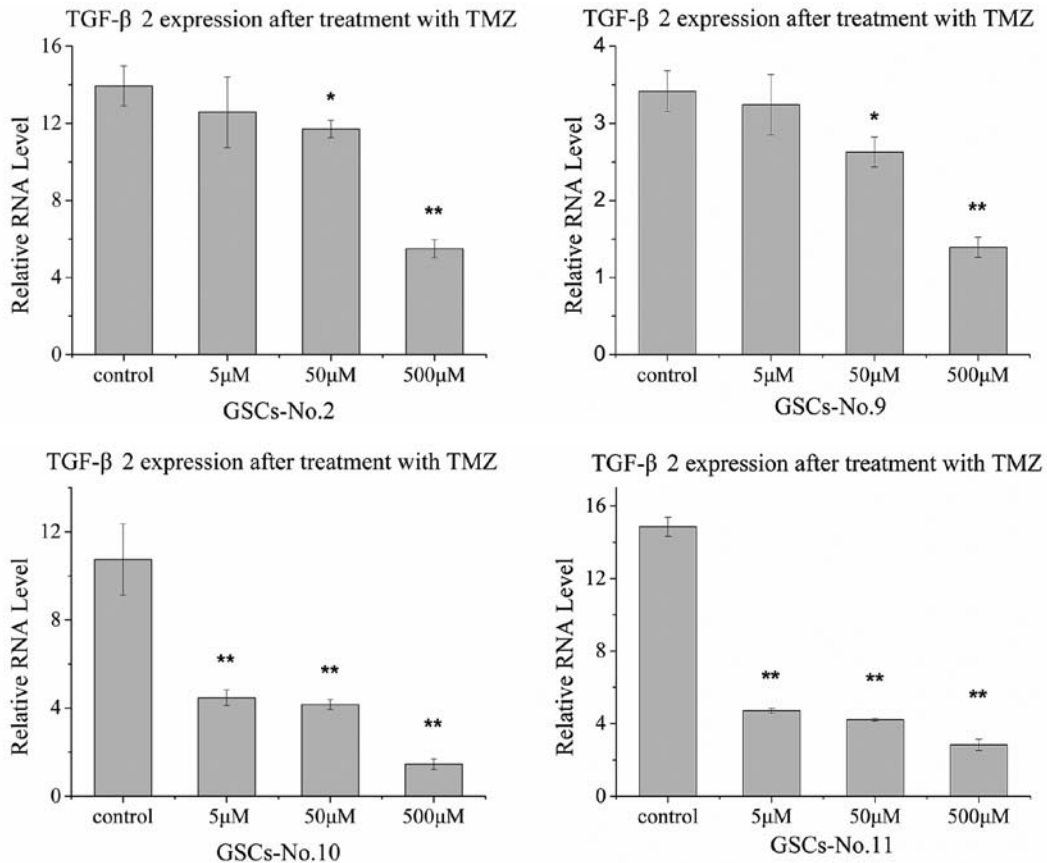 TGF-β 2 expression after treatment with TMZ
16
12
8
4
0
Relative RNA Level
*
**
control 5μM 50μM 500μM
GSCs-No.2
TGF-β 2 expression after treatment with TMZ
4
3
2
1
0
Relative RNA Level
*
**
control 5μM 50μM 500μM
GSCs-No.9
TGF-β 2 expression after treatment with TMZ
12
8
4
0
Relative RNA Level
** ** **
control 5μM 50μM 500μM
GSCs-No.10
TGF-β 2 expression after treatment with TMZ
16
12
8
4
0
Relative RNA Level
** ** **
control 5μM 50μM 500μM
GSCs-No.11